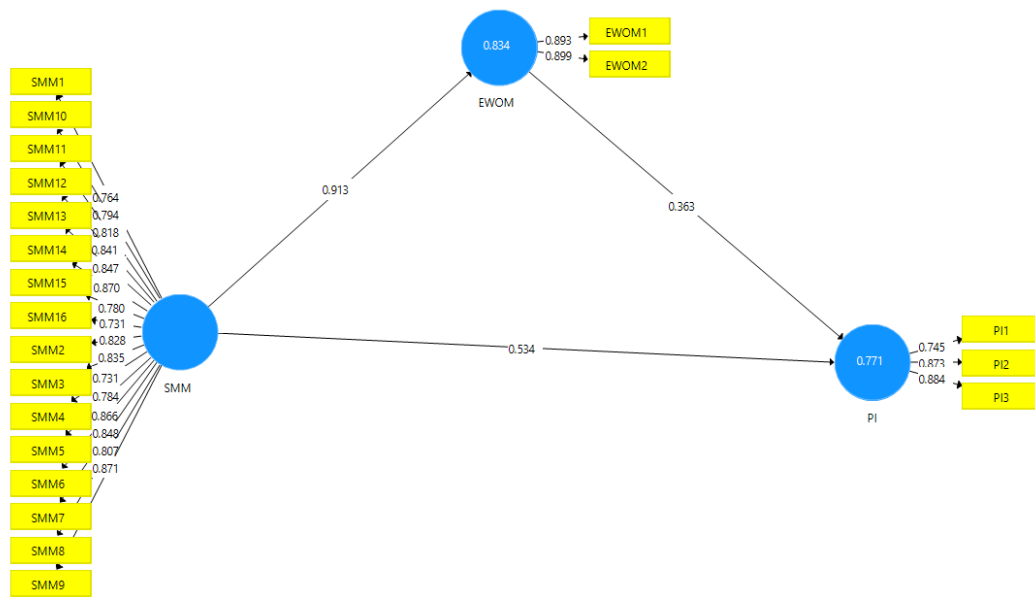 0.834
0.893
0.899
EWOM1
EWOM2
EWOM
SMM1
SMM10
SMM11
SMM12
SMM13
SMM14
SMM15
SMM16
SMM2
SMM3
SMM4
SMM5
SMM6
SMM7
SMM8
SMM9
0.764
0.794
0.818
0.841
0.847
0.870
0.780
0.731
0.828
0.835
0.731
0.784
0.866
0.848
0.807
0.871
SMM
0.913
0.363
0.534
0.771
PI
0.745
0.873
0.884
PI1
PI2
PI3